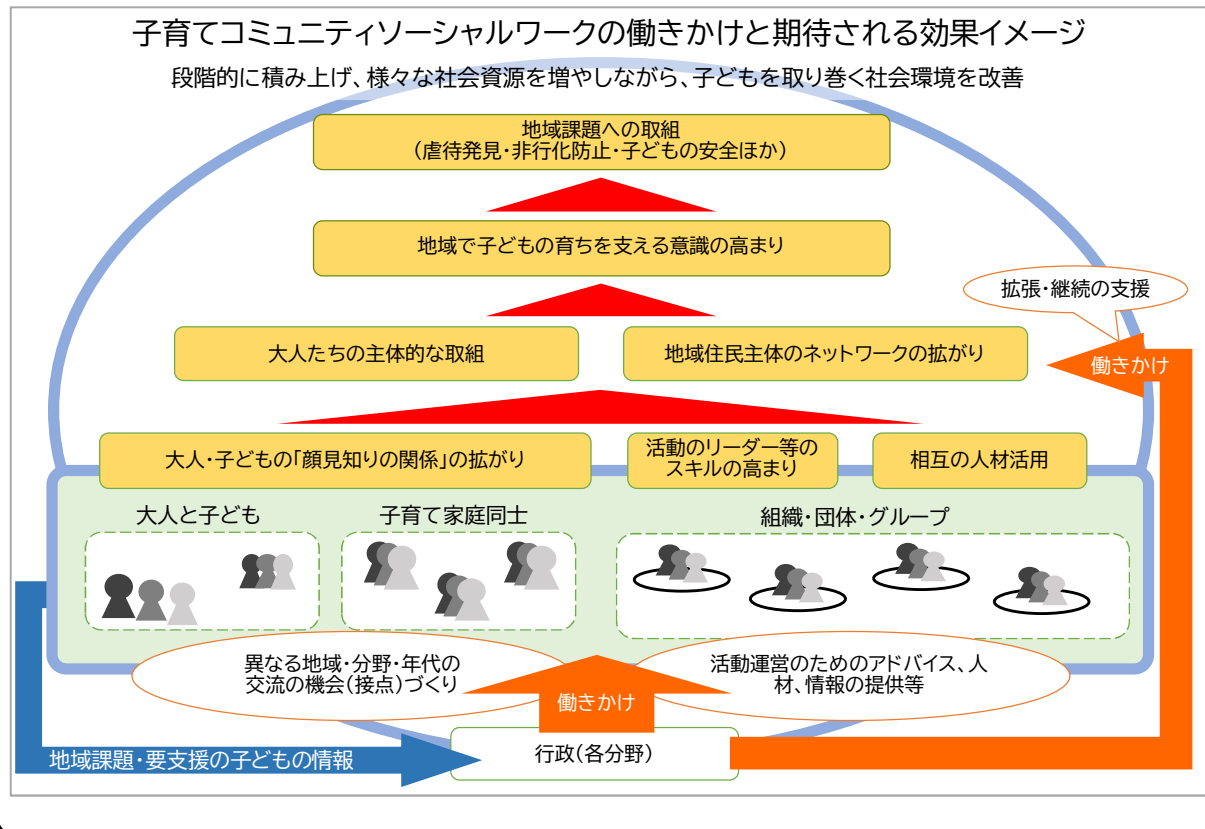 子育てコミュニティソーシャルワークの働きかけと期待される効果イメージ
段階的に積み上げ、様々な社会資源を増やしながら、子どもを取り巻く社会環境を改善
地域課題への取組
（虐待発見・非行化防止・子どもの安全ほか）
地域で子どもの育ちを支える意識の高まり
拡張・継続の支援
大人たちの主体的な取組
地域住民主体のネットワークの拡がり
働きかけ
大人・子どもの「顔見知りの関係」の拡がり
活動のリーダー等の
スキルの高まり
相互の人材活用
大人と子ども
子育て家庭同士
組織・団体・グループ
異なる地域・分野・年代の
交流の機会（接点）づくり
活動運営のためのアドバイス、人
材、情報の提供等
働きかけ
地域課題・要支援の子どもの情報
行政（各分野）